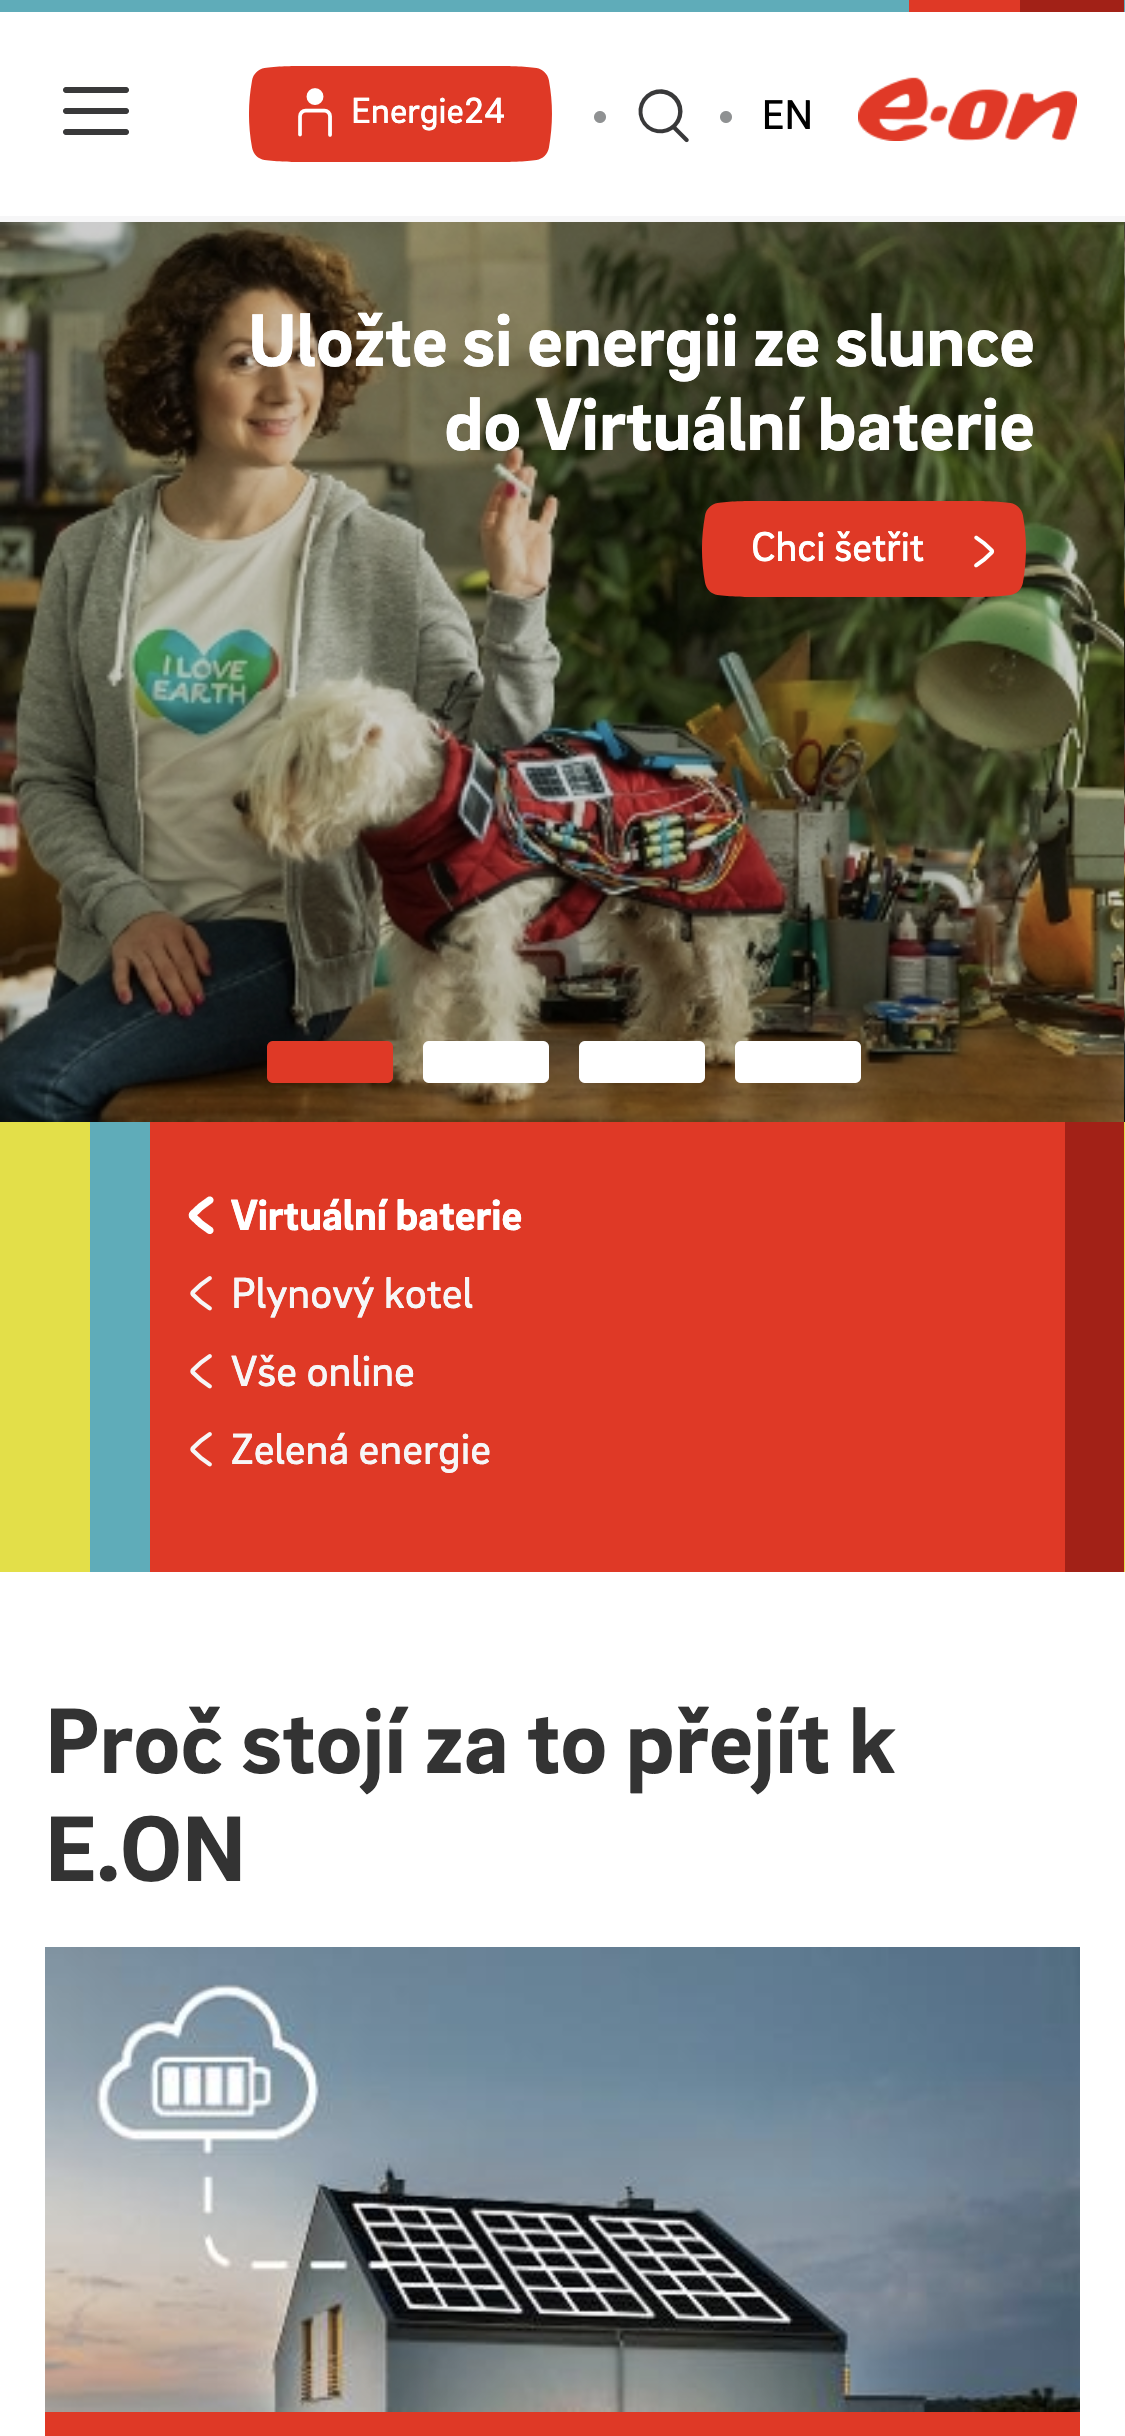 Energie24
EN
e·on
Uložte si energii ze slunce
do Virtuální baterie
Chci šetřit
I LOVE
EARTH
Virtuální baterie
Plynový kotel
Vše online
Zelená energie
Proč stojí za to přejít k
E.ON